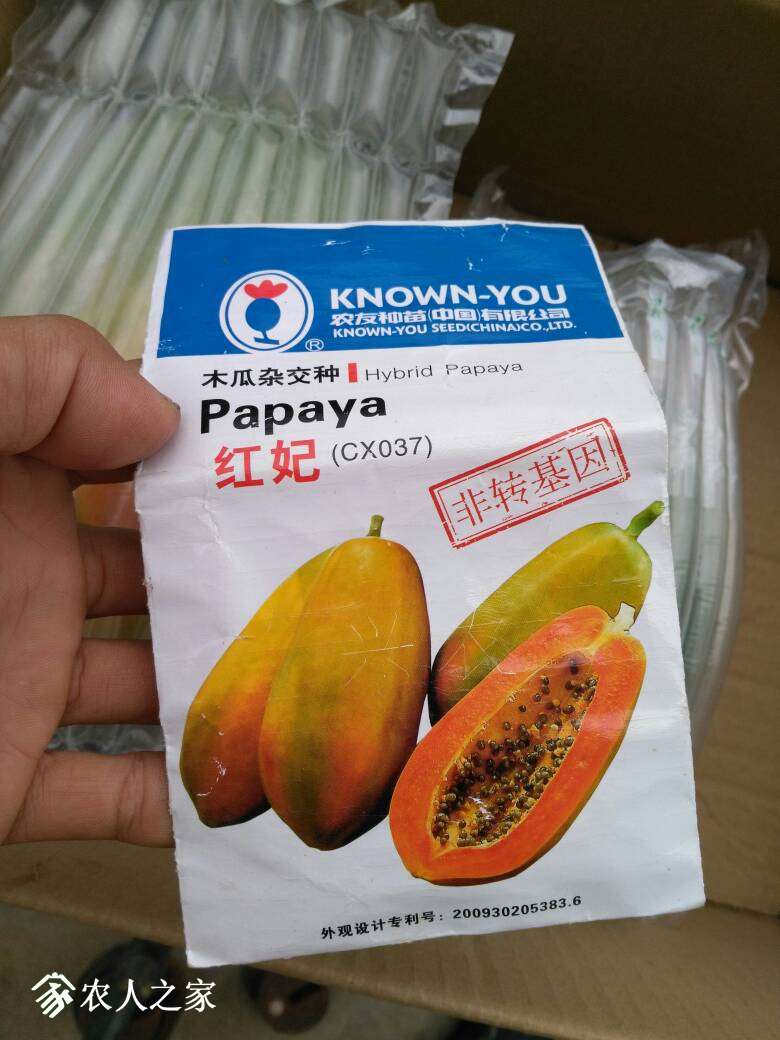 KNOWN-YOU
农友种苗(中国)有限公司
KNOWN-YOU SEED(CHINA)CO.,LTD.
®
木瓜杂交种 Hybrid Papaya
Papaya
红妃 (CX037)
非转基因
外观设计专利号：200930205383.6
农人之家